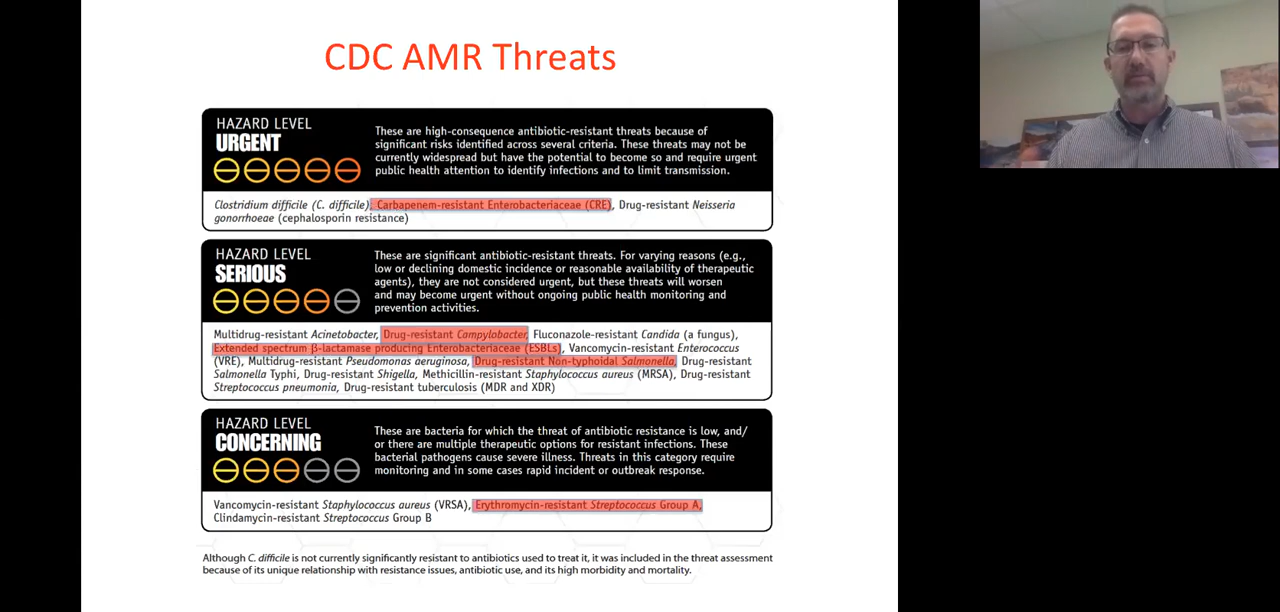 CDC AMR Threats
HAZARD LEVEL
URGENT
These are high-consequence antibiotic-resistant threats because of
significant risks identified across several criteria. These threats may not be
currently widespread but have the potential to become so and require urgent
public health attention to identify infections and to limit transmission.
Clostridium difficile (C. difficile), Carbapenem-resistant Enterobacteriaceae (CRE), Drug-resistant Neisseria
gonorrhoeae (cephalosporin resistance)
HAZARD LEVEL
SERIOUS
These are significant antibiotic-resistant threats. For varying reasons (e.g.,
low or declining domestic incidence or reasonable availability of therapeutic
agents), they are not considered urgent, but these threats will worsen
and may become urgent without ongoing public health monitoring and
prevention activities.
Multidrug-resistant Acinetobacter, Drug-resistant Campylobacter, Fluconazole-resistant Candida (a fungus),
Extended spectrum β-lactamase producing Enterobacteriaceae (ESBLs), Vancomycin-resistant Enterococcus
(VRE), Multidrug-resistant Pseudomonas aeruginosa, Drug-resistant Non-typhoidal Salmonella, Drug-resistant
Salmonella Typhi, Drug-resistant Shigella, Methicillin-resistant Staphylococcus aureus (MRSA), Drug-resistant
Streptococcus pneumonia, Drug-resistant tuberculosis (MDR and XDR)
HAZARD LEVEL
CONCERNING
These are bacteria for which the threat of antibiotic resistance is low, and/
or there are multiple therapeutic options for resistant infections. These
bacterial pathogens cause severe illness. Threats in this category require
monitoring and in some cases rapid incident or outbreak response.
Vancomycin-resistant Staphylococcus aureus (VRSA), Erythromycin-resistant Streptococcus Group A,
Clindamycin-resistant Streptococcus Group B
Although C. difficile is not currently significantly resistant to antibiotics used to treat it, it was included in the threat assessment
because of its unique relationship with resistance issues, antibiotic use, and its high morbidity and mortality.